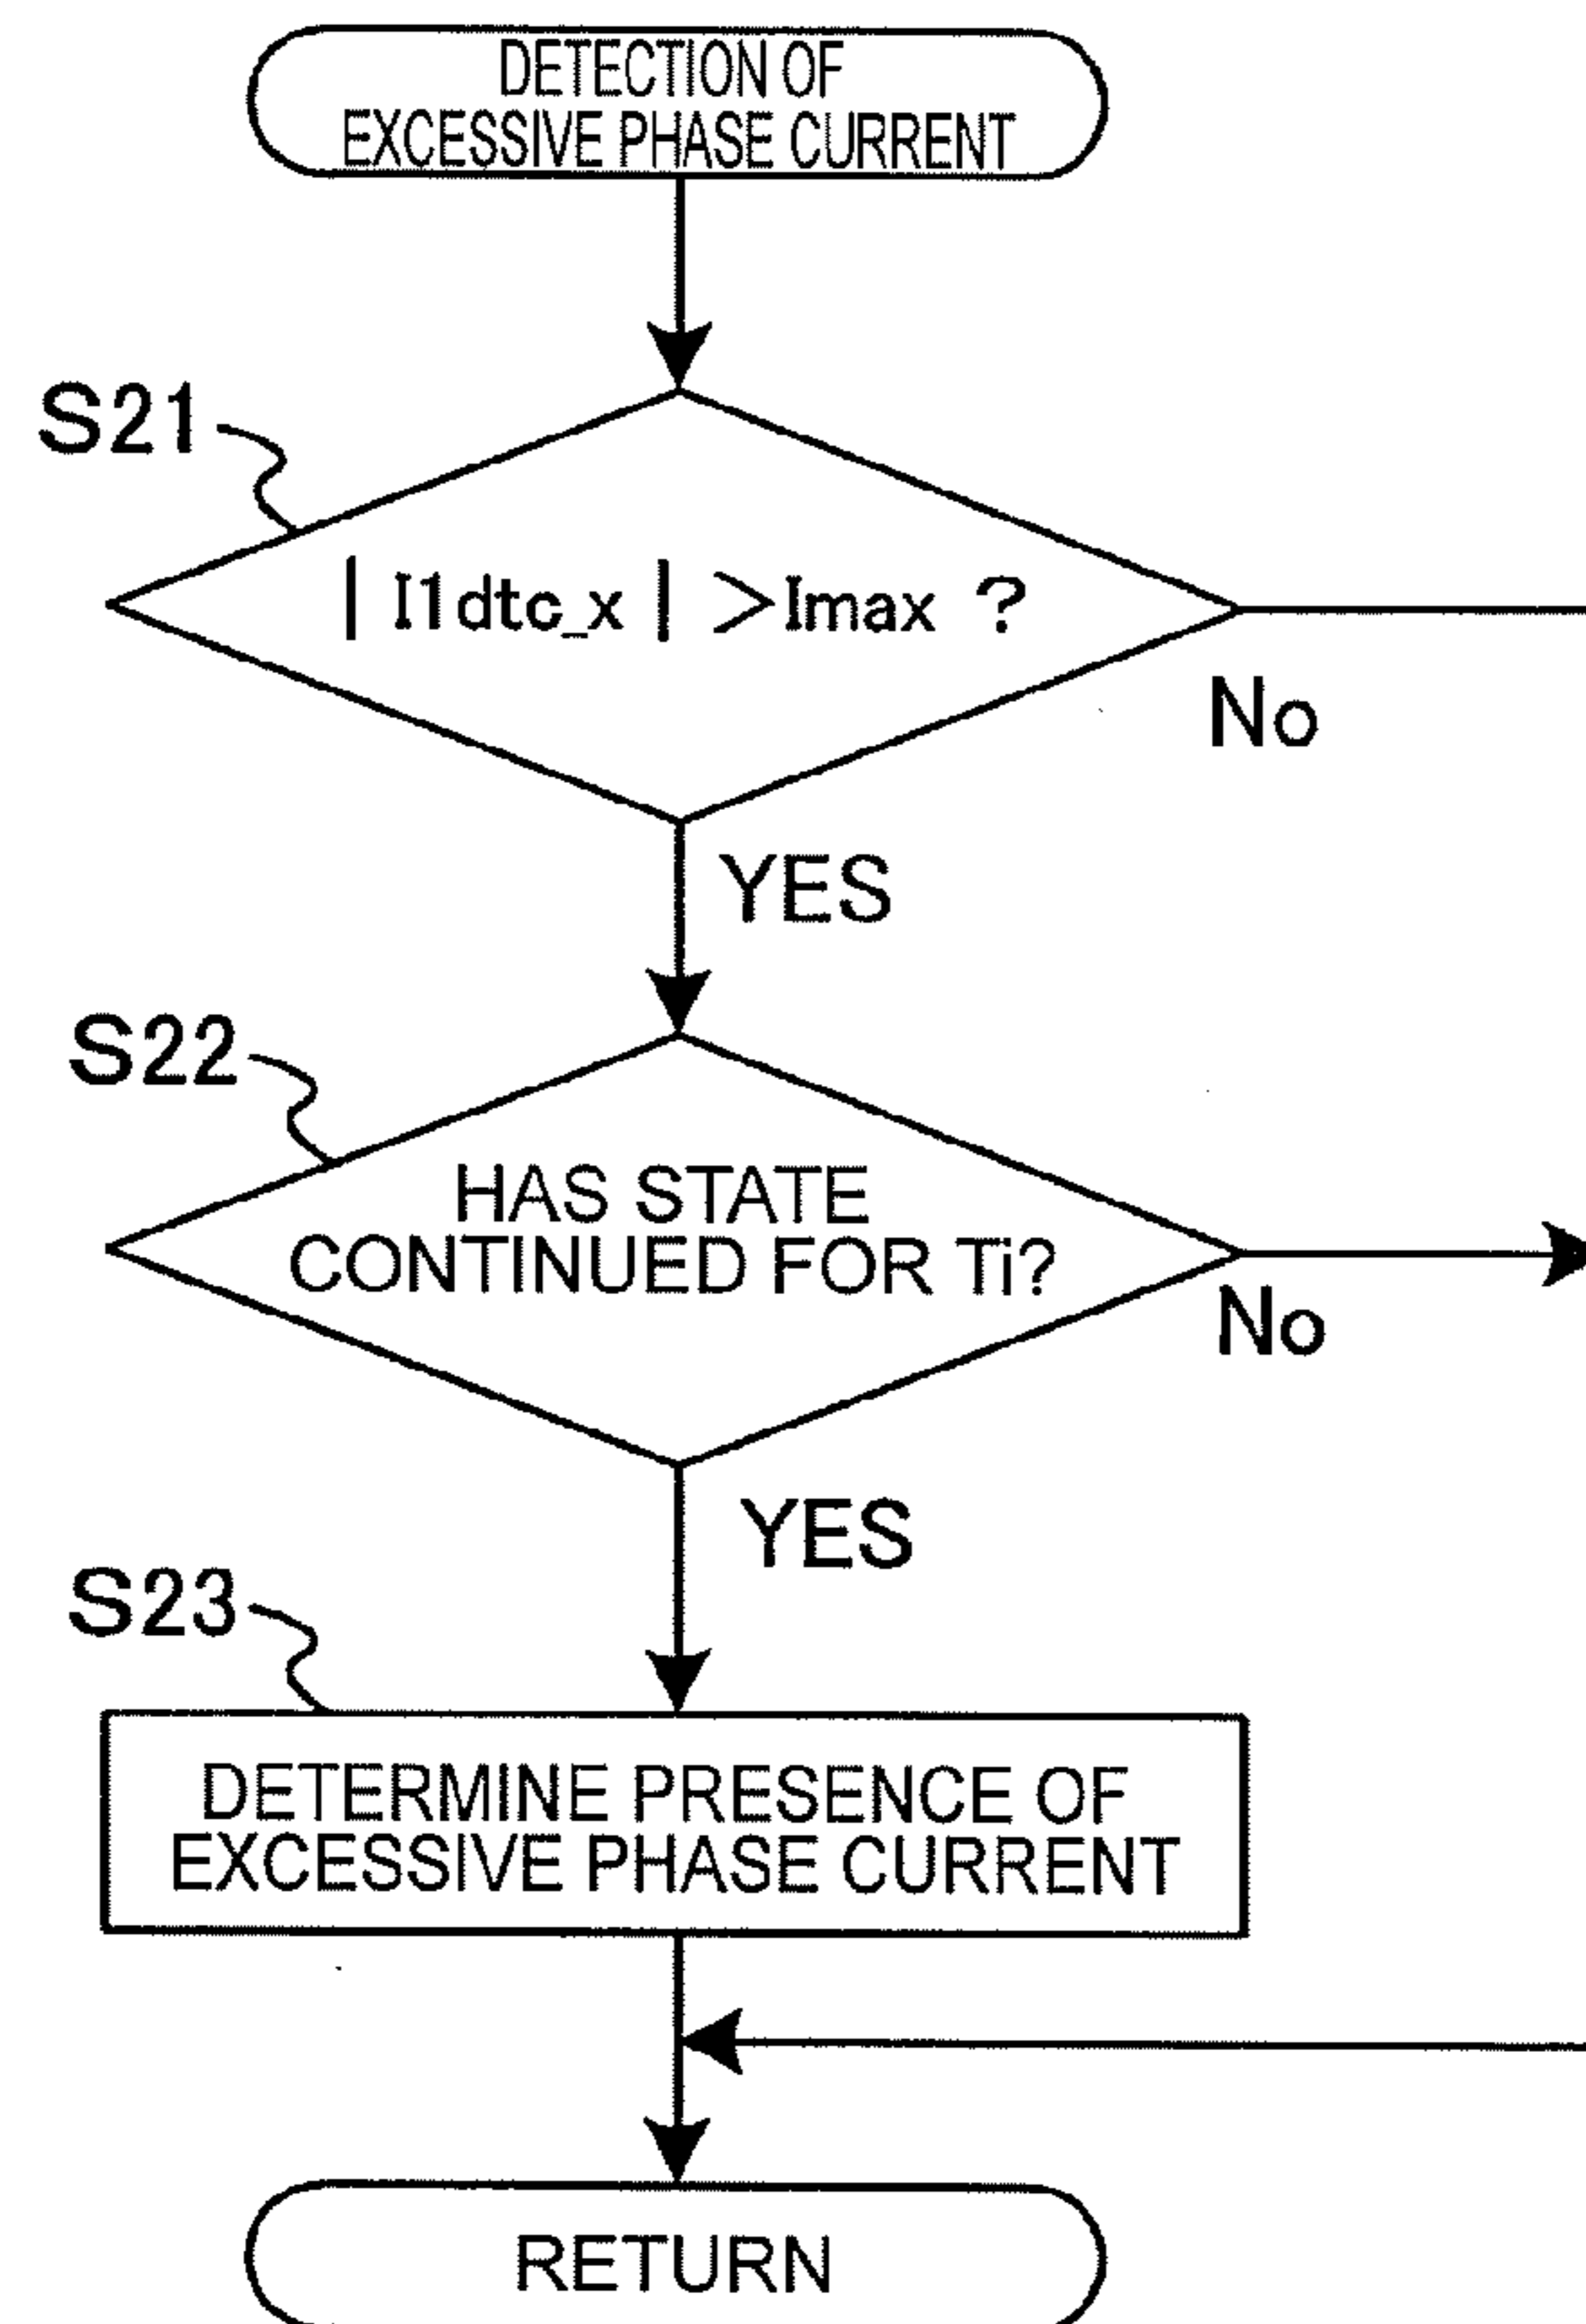 DETECTION OF
EXCESSIVE PHASE CURRENT
S21
| I1dtc_x | >Imax ?
No
YES
S22
HAS STATE
CONTINUED FOR Ti?
No
YES
S23
DETERMINE PRESENCE OF
EXCESSIVE PHASE CURRENT
RETURN